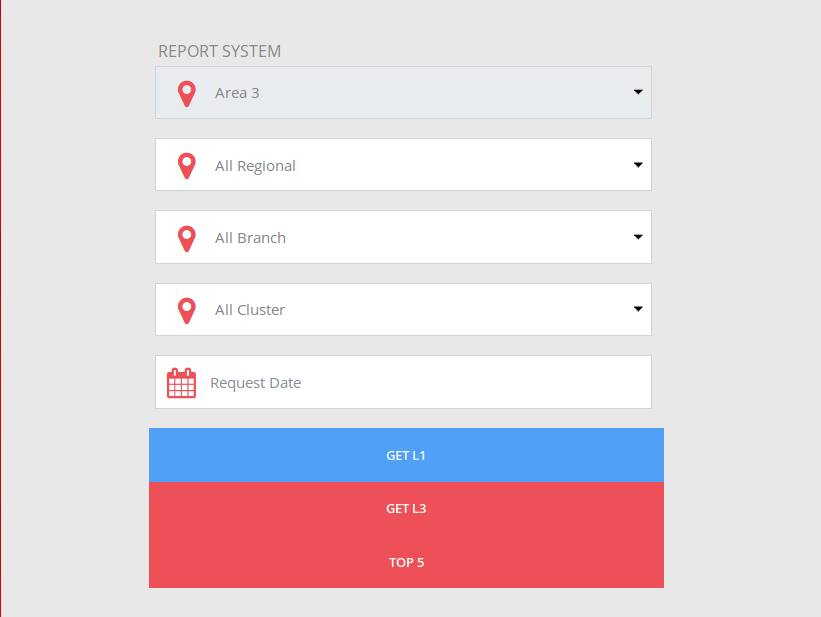 REPORT SYSTEM
Area 3
All Regional
All Branch
All Cluster
Request Date
GET L1
GET L3
TOP 5